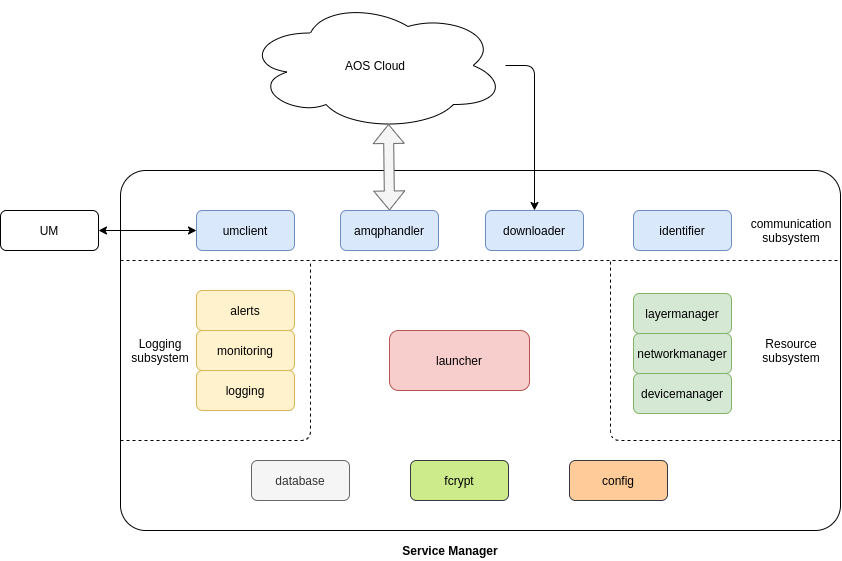 AOS Cloud
UM
umclient
amqphandler
downloader
identifier
communication
subsystem
alerts
monitoring
logging
Logging
subsystem
launcher
layermanager
networkmanager
devicemanager
Resource
subsystem
database
fcrypt
config
Service Manager